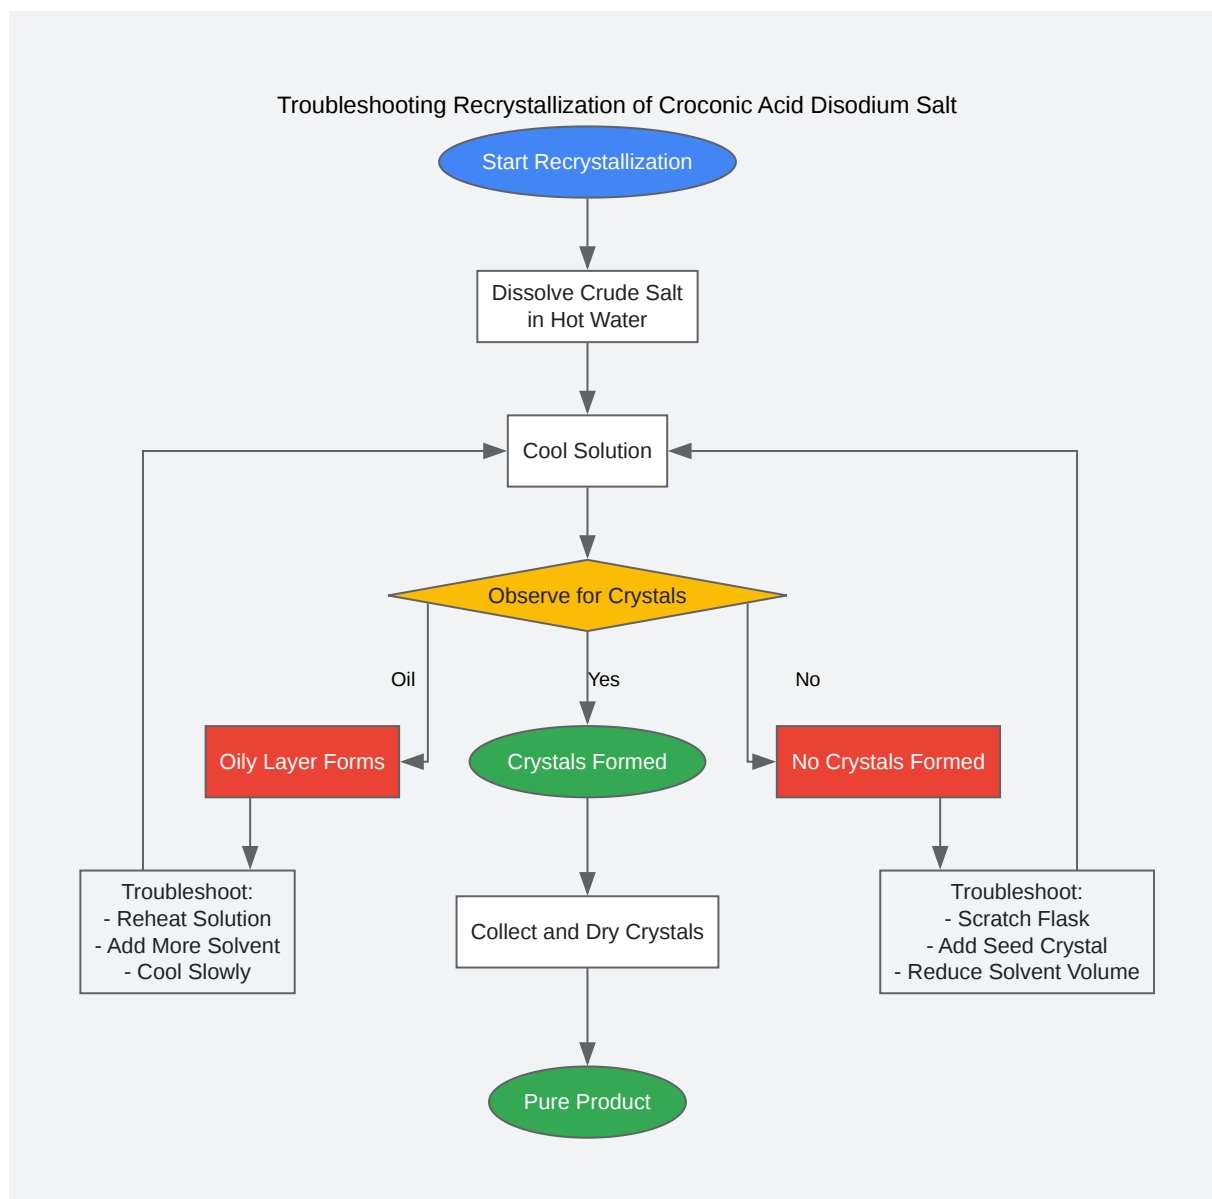 Troubleshooting Recrystallization of Croconic Acid Disodium Salt
Start Recrystallization
Dissolve Crude Salt
in Hot Water
Cool Solution
Observe for Crystals
Oil
Yes
No
Oily Layer Forms
Crystals Formed
No Crystals Formed
Troubleshoot:
- Reheat Solution
- Add More Solvent
- Cool Slowly
Collect and Dry Crystals
Troubleshoot:
- Scratch Flask
- Add Seed Crystal
- Reduce Solvent Volume
Pure Product